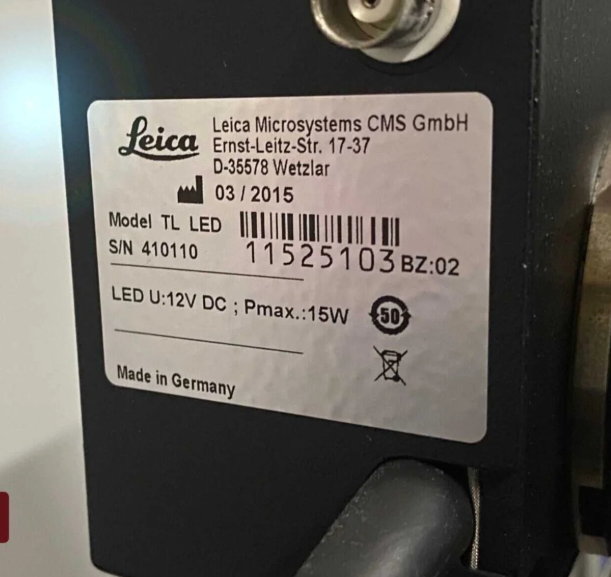 Leica
Leica Microsystems CMS GmbH
Ernst-Leitz-Str. 17-37
D-35578 Wetzlar
03 / 2015
Model TL LED
S/N 410110
11525103 BZ:02
LED U:12V DC ; Pmax.:15W
50
Made in Germany